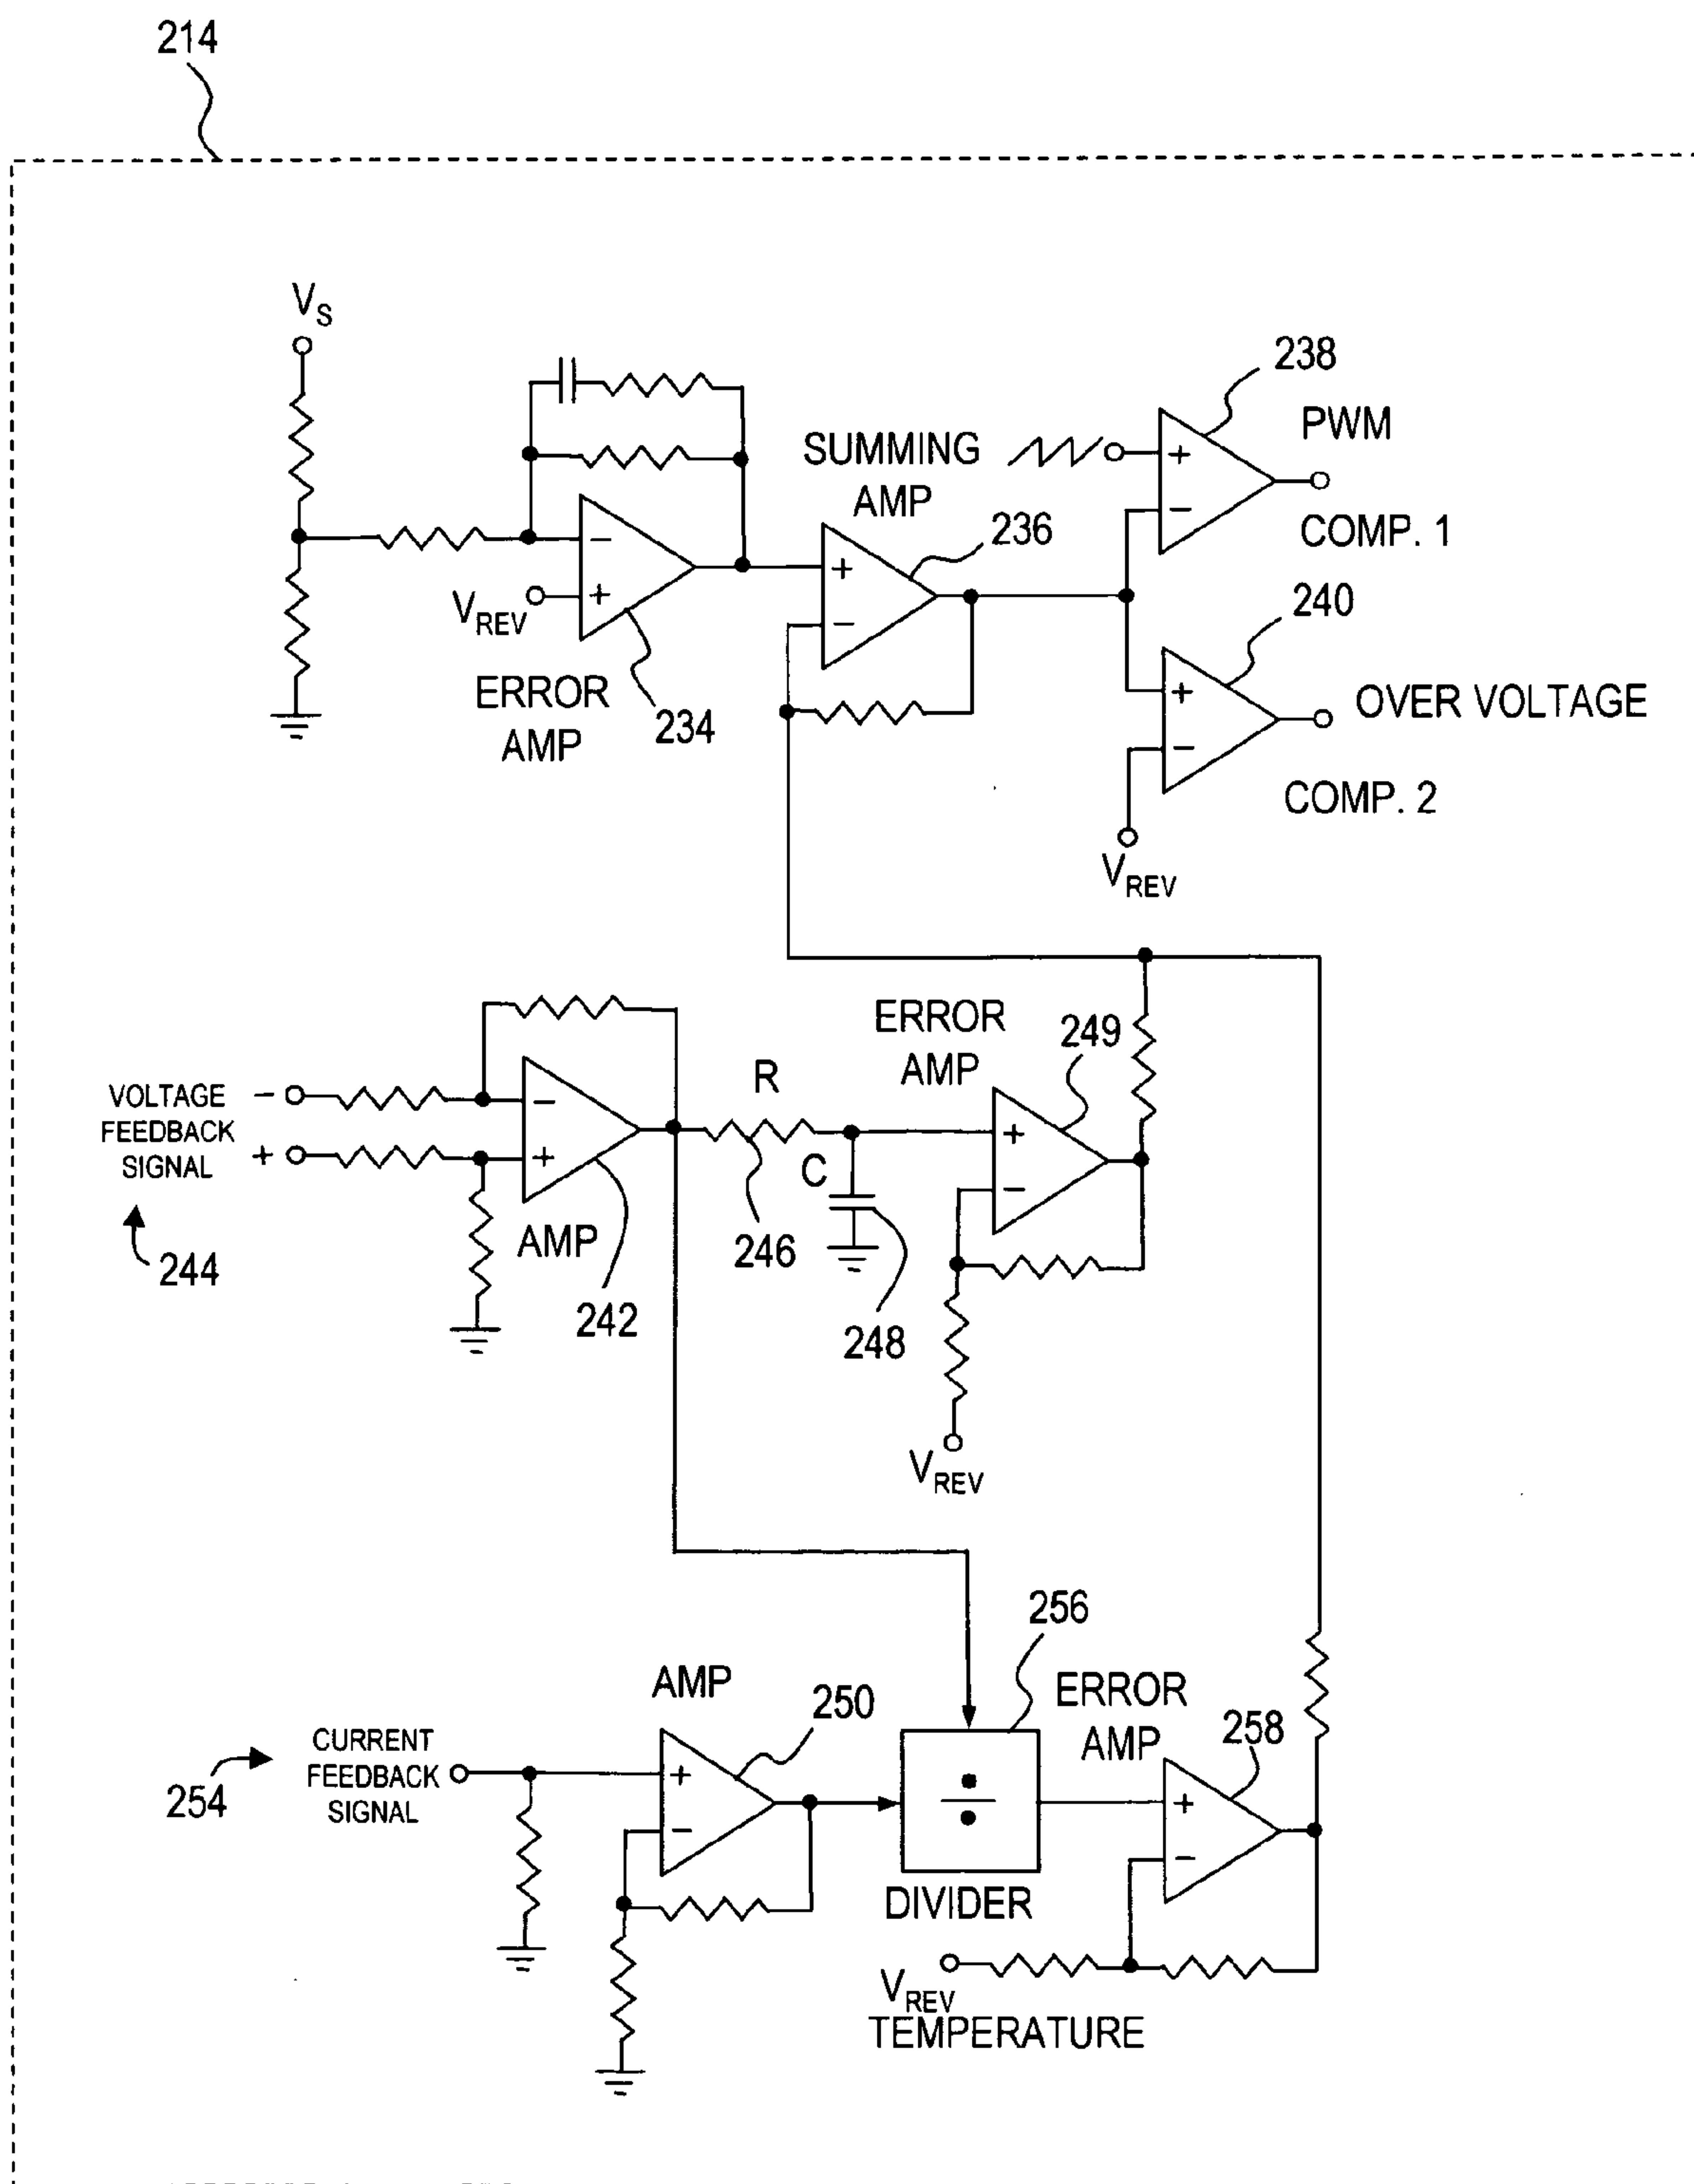 214
VS
238
PWM
SUMMING
AMP
+
−
236
COMP. 1
−
+
VREV
+
−
240
ERROR
AMP
234
+
−
OVER VOLTAGE
COMP. 2
VREV
ERROR
AMP
249
R
VOLTAGE
FEEDBACK
SIGNAL
−
+
−
+
C
+
−
244
AMP
242
246
248
VREV
256
AMP
250
ERROR
AMP
258
CURRENT
FEEDBACK
SIGNAL
254
+
−
÷
+
−
DIVIDER
VREV
TEMPERATURE